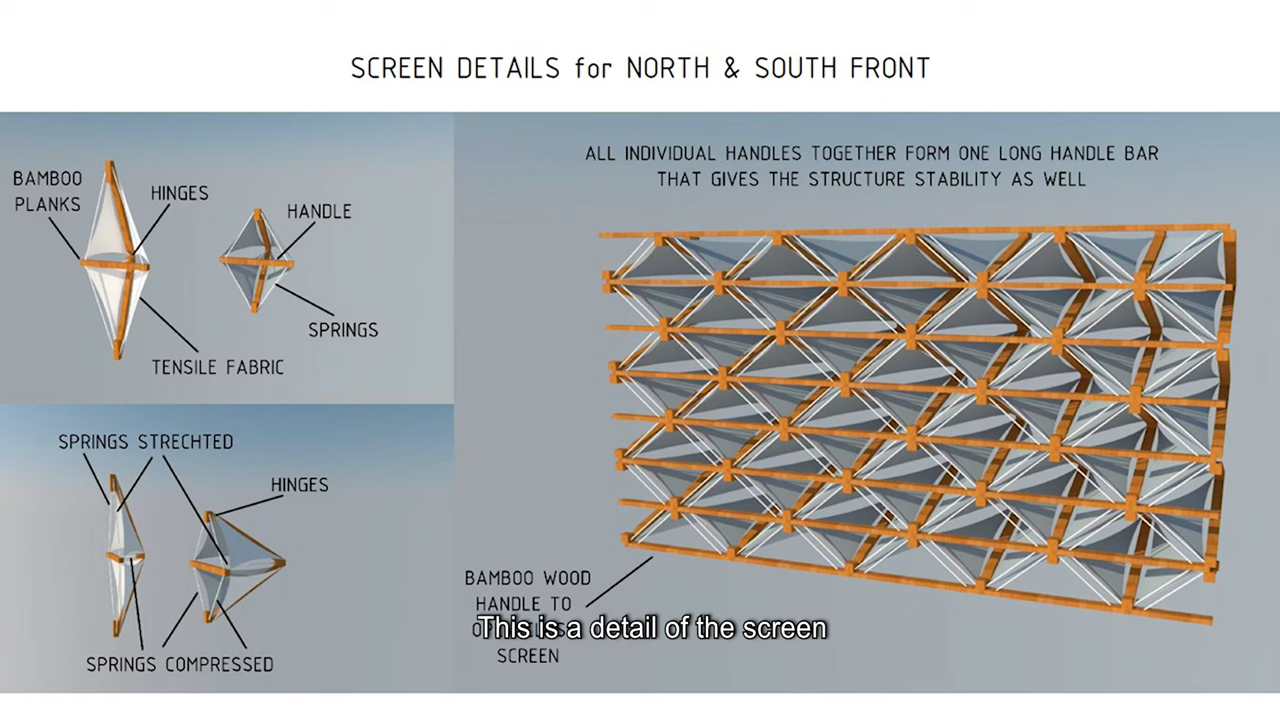 SCREEN DETAILS for NORTH & SOUTH FRONT
BAMBOO
PLANKS
HINGES
HANDLE
SPRINGS
TENSILE FABRIC
SPRINGS STRECHTED
HINGES
SPRINGS COMPRESSED
ALL INDIVIDUAL HANDLES TOGETHER FORM ONE LONG HANDLE BAR
THAT GIVES THE STRUCTURE STABILITY AS WELL
BAMBOO WOOD
HANDLE TO
SCREEN
This is a detail of the screen